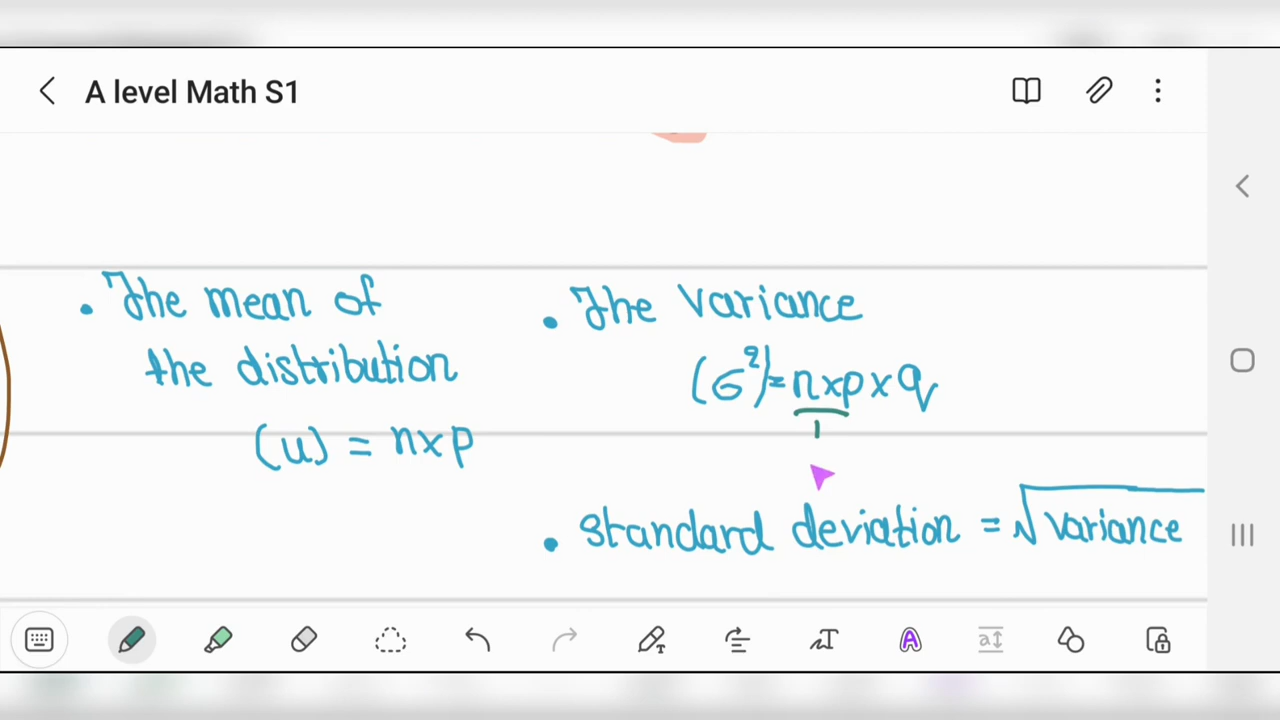 A level Math S1
• The mean of
the distribution
(u) = n×p
• The variance
(σ²) = n×p×q
• Standard deviation = √variance